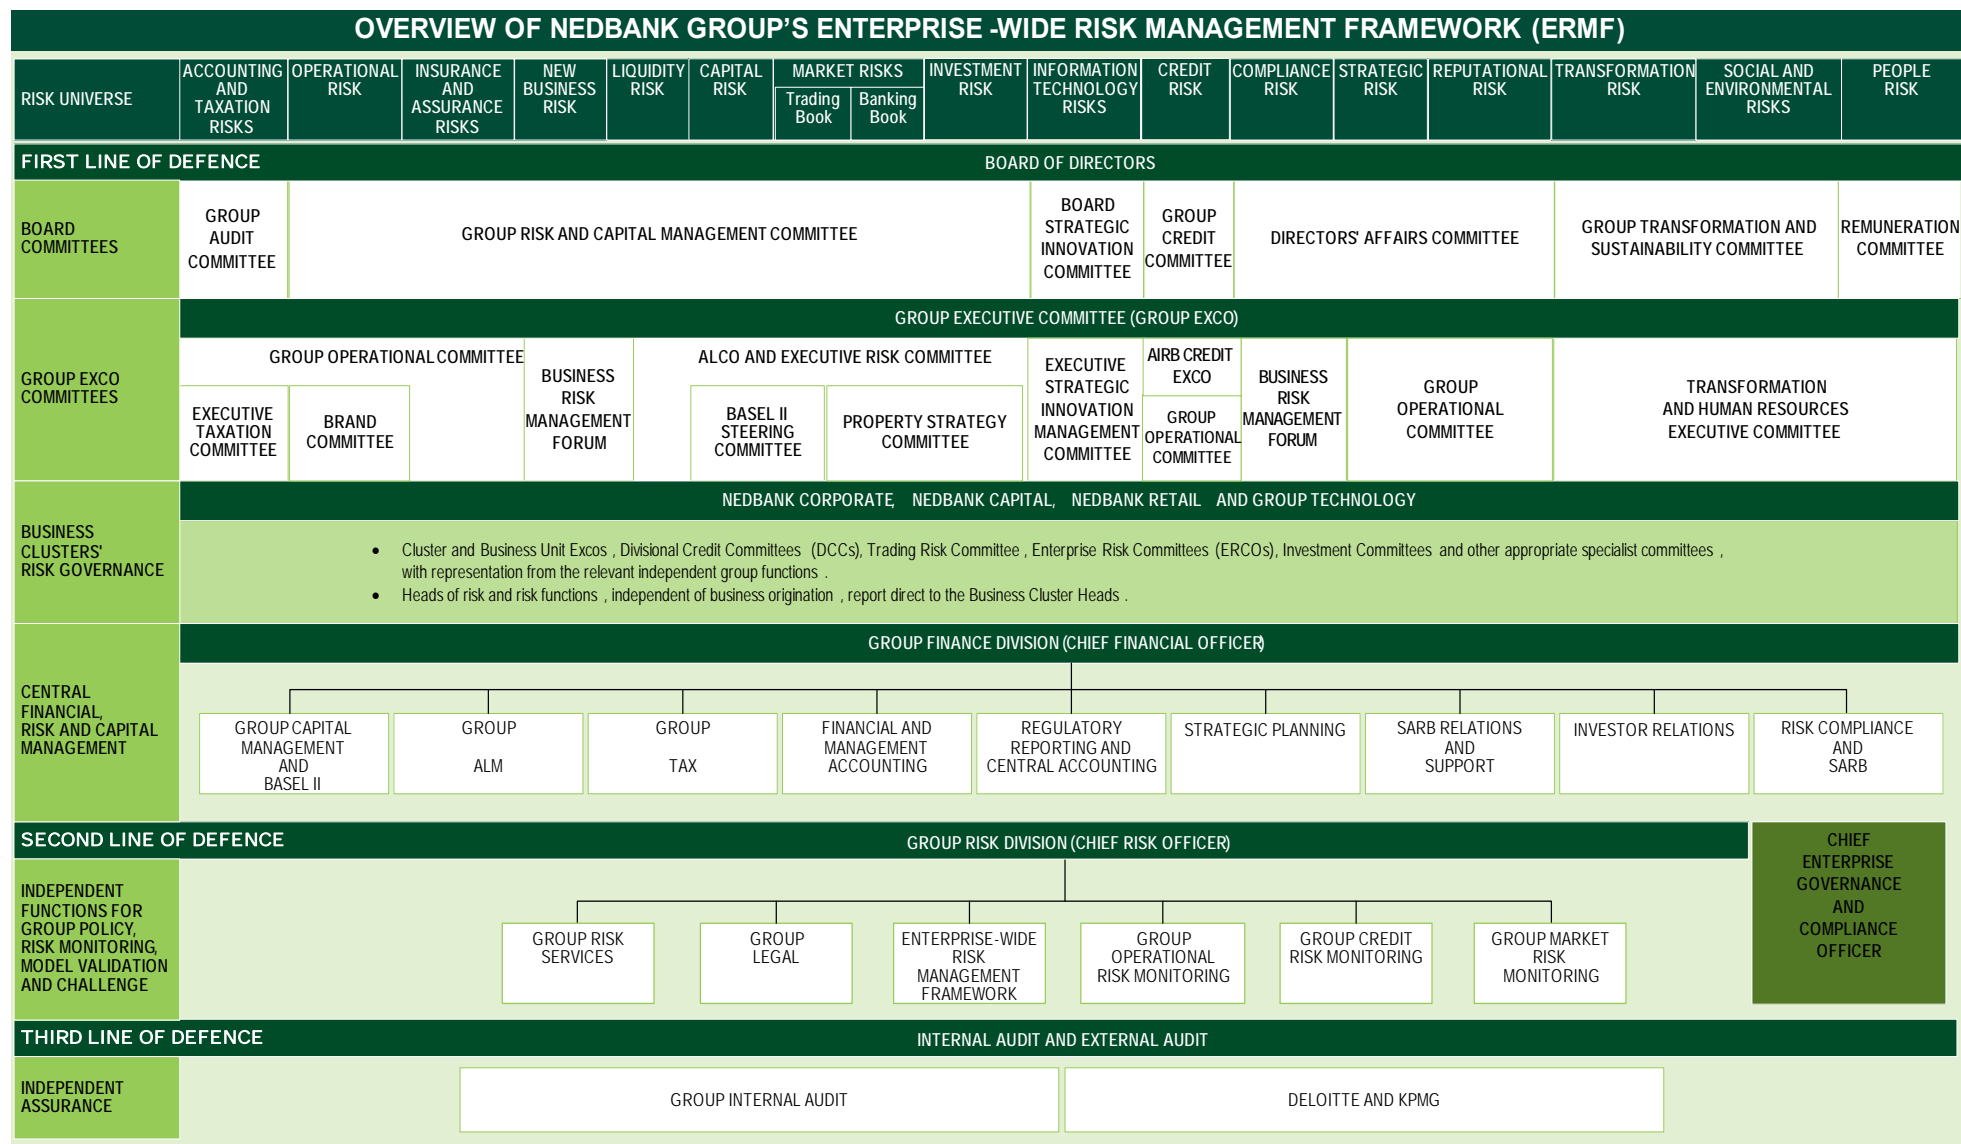 OVERVIEW OF NEDBANK GROUP'S ENTERPRISE -WIDE RISK MANAGEMENT FRAMEWORK (ERMF)
RISK UNIVERSE
ACCOUNTING
AND
TAXATION
RISKS
OPERATIONAL
RISK
INSURANCE
AND
ASSURANCE
RISKS
NEW
BUSINESS
RISK
LIQUIDITY
RISK
CAPITAL
RISK
MARKET RISKS
Trading
Book
Banking
Book
INVESTMENT
RISK
INFORMATION
TECHNOLOGY
RISKS
CREDIT
RISK
COMPLIANCE
RISK
STRATEGIC
RISK
REPUTATIONAL
RISK
TRANSFORMATION
RISK
SOCIAL AND
ENVIRONMENTAL
RISKS
PEOPLE
RISK
FIRST LINE OF DEFENCE
BOARD OF DIRECTORS
BOARD
COMMITTEES
GROUP
AUDIT
COMMITTEE
GROUP RISK AND CAPITAL MANAGEMENT COMMITTEE
BOARD
STRATEGIC
INNOVATION
COMMITTEE
GROUP
CREDIT
COMMITTEE
DIRECTORS' AFFAIRS COMMITTEE
GROUP TRANSFORMATION AND
SUSTAINABILITY COMMITTEE
REMUNERATION
COMMITTEE
GROUP EXECUTIVE COMMITTEE (GROUP EXCO)
GROUP EXCO
COMMITTEES
GROUP OPERATIONAL COMMITTEE
EXECUTIVE
TAXATION
COMMITTEE
BRAND
COMMITTEE
BUSINESS
RISK
MANAGEMENT
FORUM
ALCO AND EXECUTIVE RISK COMMITTEE
BASEL II
STEERING
COMMITTEE
PROPERTY STRATEGY
COMMITTEE
EXECUTIVE
STRATEGIC
INNOVATION
MANAGEMENT
COMMITTEE
AIRB CREDIT
EXCO
GROUP
OPERATIONAL
COMMITTEE
BUSINESS
RISK
MANAGEMENT
FORUM
GROUP
OPERATIONAL
COMMITTEE
TRANSFORMATION
AND HUMAN RESOURCES
EXECUTIVE COMMITTEE
BUSINESS
CLUSTERS'
RISK GOVERNANCE
NEDBANK CORPORATE, NEDBANK CAPITAL, NEDBANK RETAIL AND GROUP TECHNOLOGY
• Cluster and Business Unit Excos , Divisional Credit Committees (DCCs), Trading Risk Committee , Enterprise Risk Committees (ERCOs), Investment Committees and other appropriate specialist committees ,
with representation from the relevant independent group functions .
• Heads of risk and risk functions , independent of business origination , report direct to the Business Cluster Heads .
CENTRAL
FINANCIAL,
RISK AND CAPITAL
MANAGEMENT
GROUP FINANCE DIVISION (CHIEF FINANCIAL OFFICER)
GROUP CAPITAL
MANAGEMENT
AND
BASEL II
GROUP
ALM
GROUP
TAX
FINANCIAL AND
MANAGEMENT
ACCOUNTING
REGULATORY
REPORTING AND
CENTRAL ACCOUNTING
STRATEGIC PLANNING
SARB RELATIONS
AND
SUPPORT
INVESTOR RELATIONS
RISK COMPLIANCE
AND
SARB
SECOND LINE OF DEFENCE
GROUP RISK DIVISION (CHIEF RISK OFFICER)
CHIEF
ENTERPRISE
GOVERNANCE
AND
COMPLIANCE
OFFICER
INDEPENDENT
FUNCTIONS FOR
GROUP POLICY,
RISK MONITORING,
MODEL VALIDATION
AND CHALLENGE
GROUP RISK
SERVICES
GROUP
LEGAL
ENTERPRISE-WIDE
RISK
MANAGEMENT
FRAMEWORK
GROUP
OPERATIONAL
RISK MONITORING
GROUP CREDIT
RISK MONITORING
GROUP MARKET
RISK
MONITORING
THIRD LINE OF DEFENCE
INTERNAL AUDIT AND EXTERNAL AUDIT
INDEPENDENT
ASSURANCE
GROUP INTERNAL AUDIT
DELOITTE AND KPMG